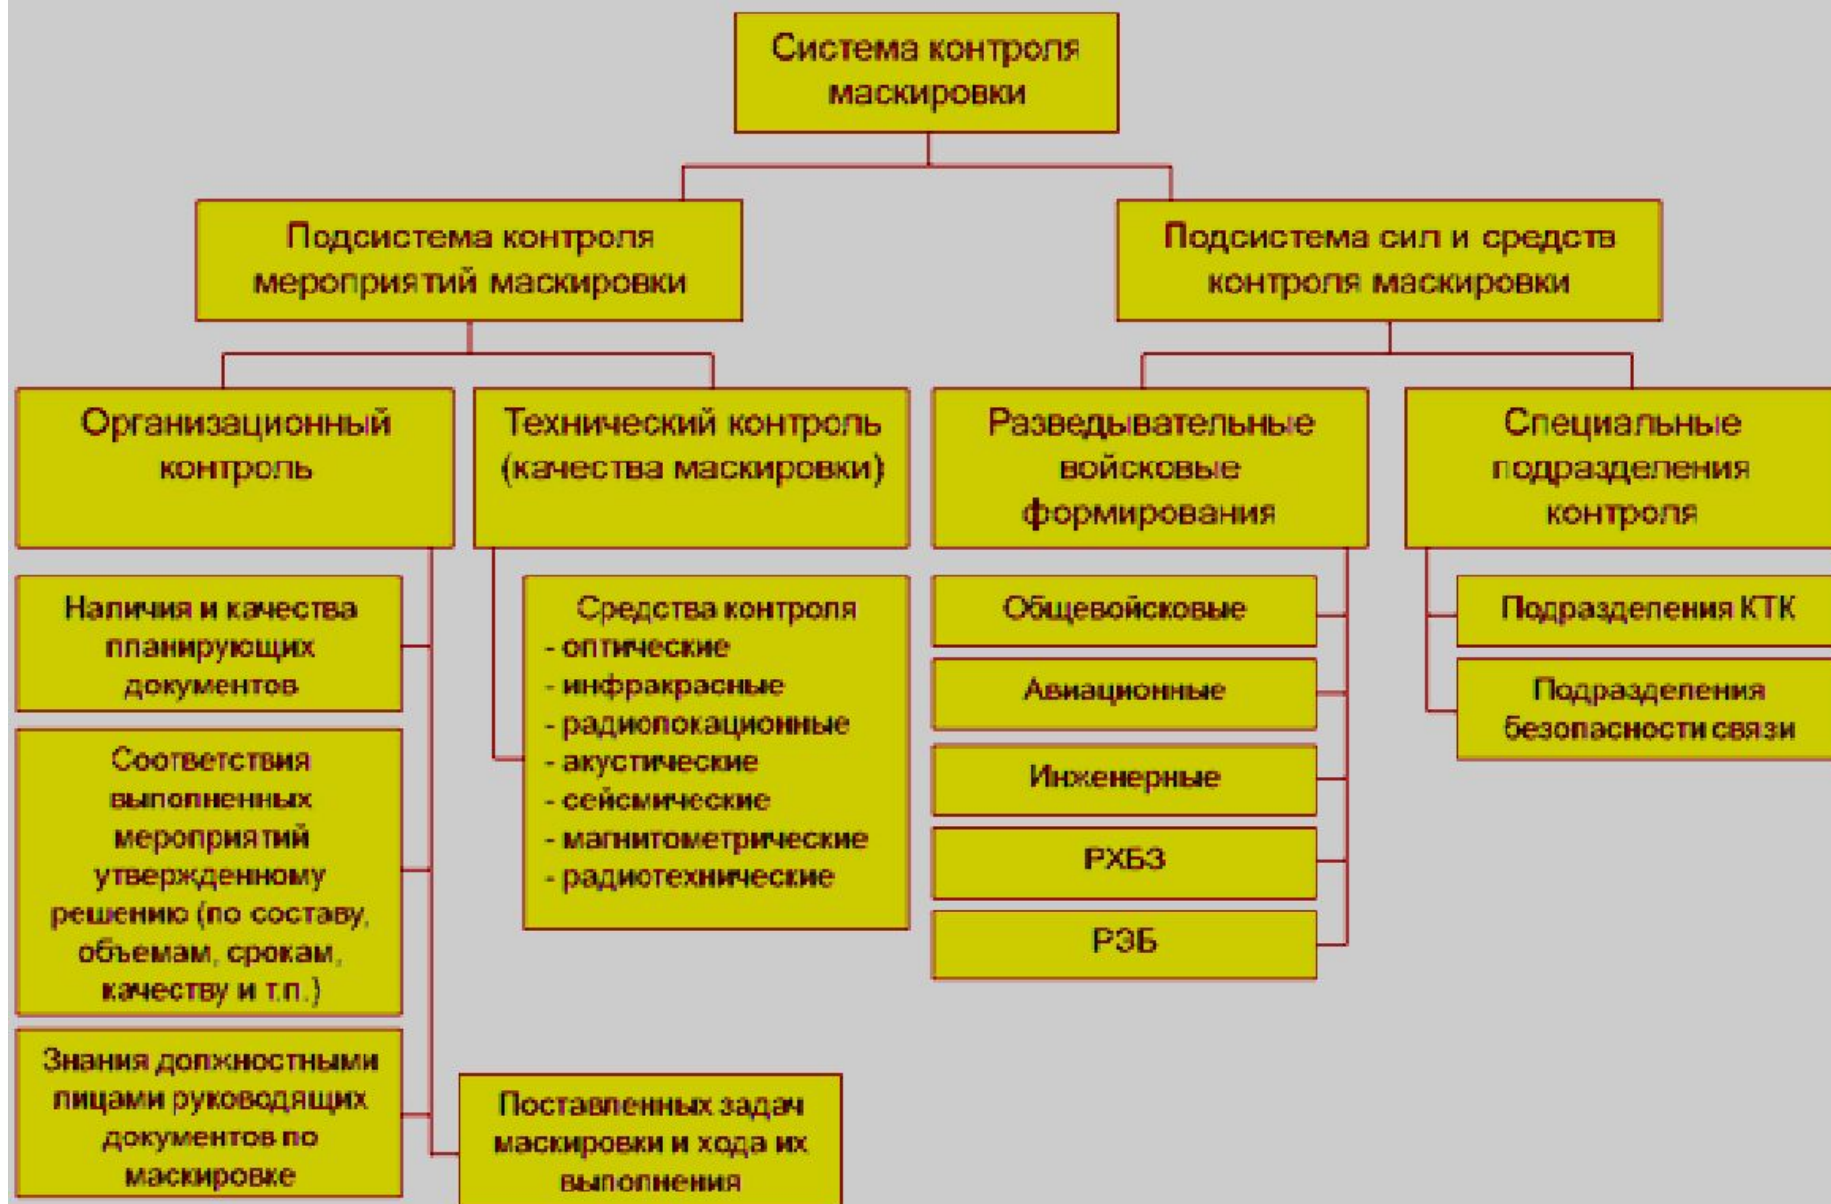 Система контроля
маскировки
Подсистема контроля
мероприятий маскировки
Подсистема сил и средств
контроля маскировки
Организационный
контроль
Технический контроль
(качества маскировки)
Разведывательные
войсковые
формирования
Специальные
подразделения
контроля
Наличия и качества
планирующих
документов
Соответствия
выполненных
мероприятий
утвержденному
решению (по составу,
объемам, срокам,
качеству и т.п.)
Знания должностными
лицами руководящих
документов по
маскировке
Поставленных задач
маскировки и хода их
выполнения
Средства контроля
- оптические
- инфракрасные
- радиолокационные
- акустические
- сейсмические
- магнитометрические
- радиотехнические
Общевойсковые
Авиационные
Инженерные
РХБЗ
РЭБ
Подразделения КТК
Подразделения
безопасности связи